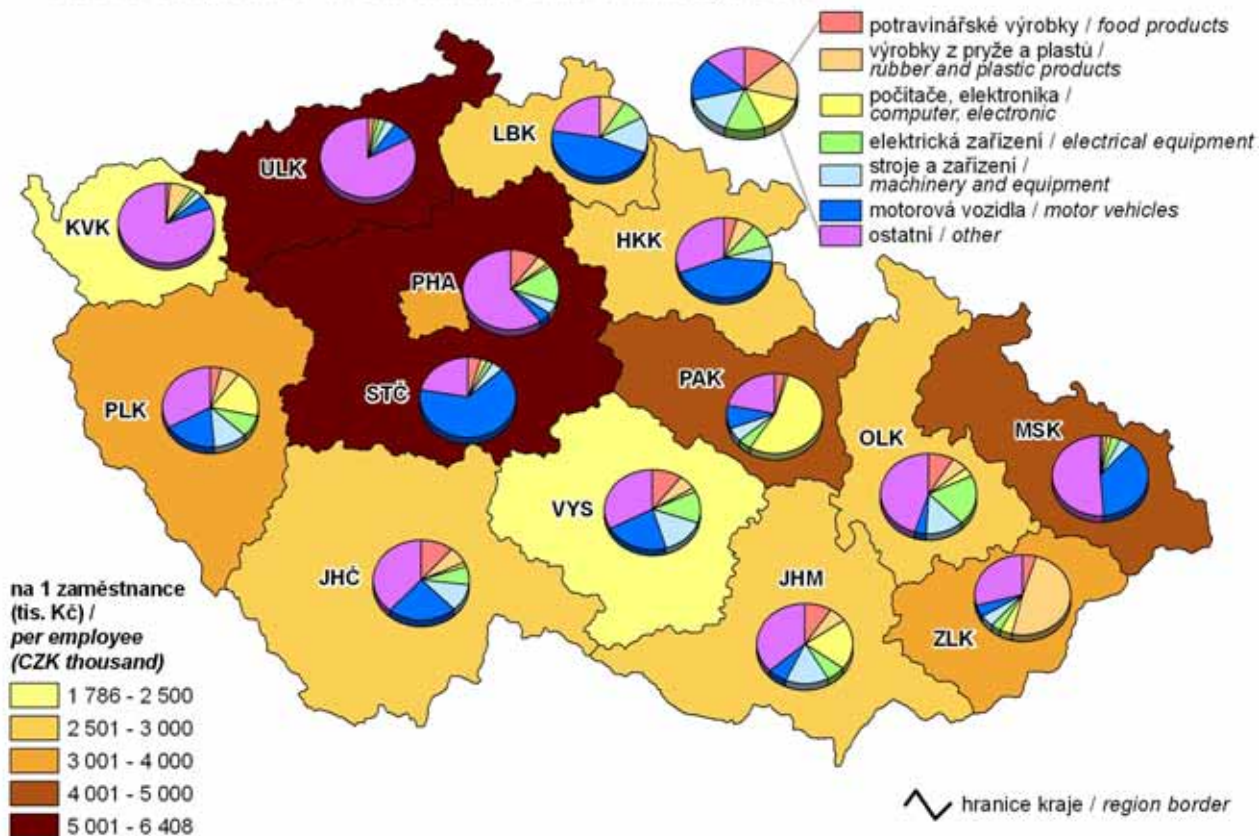 potravinářské výrobky / food products
výrobky z pryže a plastů /
rubber and plastic products
počítače, elektronika /
computer, electronic
elektrická zařízení / electrical equipment
stroje a zařízení /
machinery and equipment
motorová vozidla / motor vehicles
ostatní / other
LBK
ULK
KVK
HKK
PHA
PLK
STČ
PAK
OLK
MSK
VYS
JHČ
JHM
ZLK
na 1 zaměstnance
(tis. Kč) /
per employee
(CZK thousand)
1 786 - 2 500
2 501 - 3 000
3 001 - 4 000
4 001 - 5 000
5 001 - 6 408
hranice kraje / region border